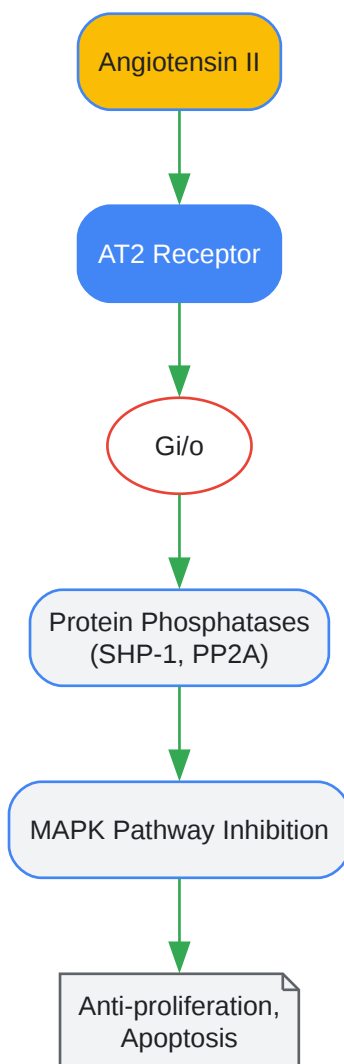 Angiotensin II
AT2 Receptor
Gi/o
Protein Phosphatases
(SHP-1, PP2A)
MAPK Pathway Inhibition
Anti-proliferation,
Apoptosis